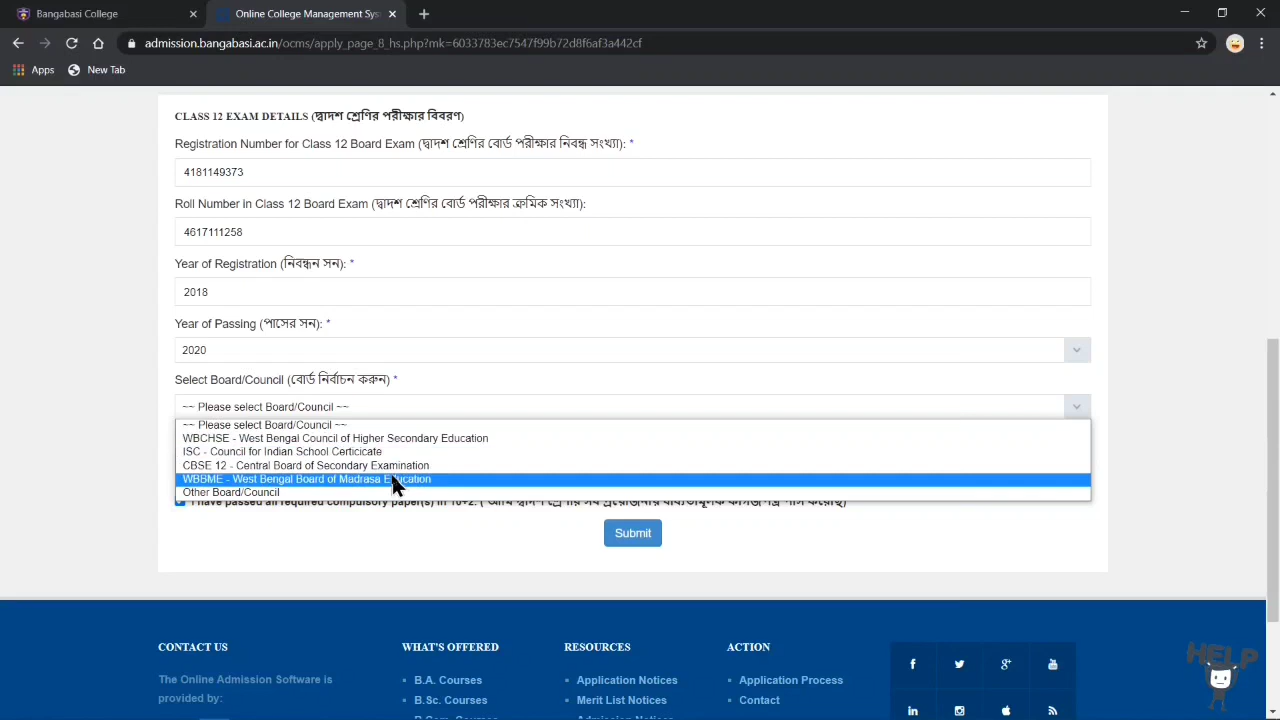 Bangabasi College
Online College Management Sys
admission.bangabasi.ac.in/ocms/apply_page_8_hs.php?mk=6033783ec7547f99b72d8f6af3a442cf
Apps
New Tab
CLASS 12 EXAM DETAILS (দ্বাদশ শ্রেণির পরীক্ষার বিবরণ)
Registration Number for Class 12 Board Exam (দ্বাদশ শ্রেণির বোর্ড পরীক্ষার নিবন্ধ সংখ্যা): *
4181149373
Roll Number in Class 12 Board Exam (দ্বাদশ শ্রেণির বোর্ড পরীক্ষার ক্রমিক সংখ্যা):
4617111258
Year of Registration (নিবন্ধন সন): *
2018
Year of Passing (পাসের সন): *
2020
Select Board/Council (বোর্ড নির্বাচন করুন) *
~~ Please select Board/Council ~~
~~ Please select Board/Council ~~
WBCHSE - West Bengal Council of Higher Secondary Education
ISC - Council for Indian School Certicicate
CBSE 12 - Central Board of Secondary Examination
WBBME - West Bengal Board of Madrasa Education
Other Board/Council
I have passed all required compulsory paper(s) in 10+2. (
Submit
CONTACT US
The Online Admission Software is
provided by:
WHAT'S OFFERED
B.A. Courses
B.Sc. Courses
B.Com. Courses
RESOURCES
Application Notices
Merit List Notices
Admission Notices
ACTION
Application Process
Contact
HELP